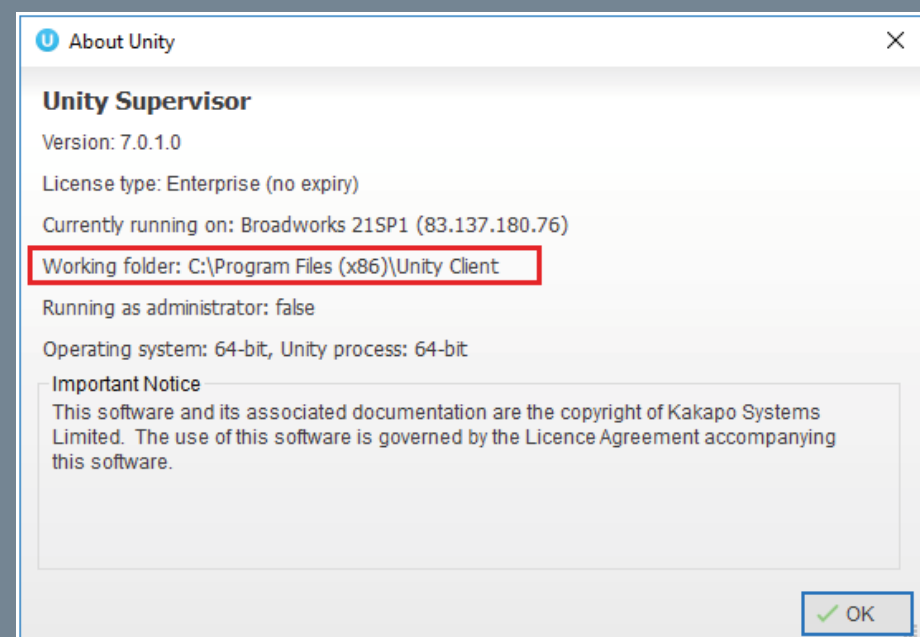 About Unity
Unity Supervisor
Version: 7.0.1.0
License type: Enterprise (no expiry)
Currently running on: Broadworks 21SP1 (83.137.180.76)
Working folder: C:\Program Files (x86)\Unity Client
Running as administrator: false
Operating system: 64-bit, Unity process: 64-bit
Important Notice
This software and its associated documentation are the copyright of Kakapo Systems
Limited.  The use of this software is governed by the Licence Agreement accompanying
this software.
OK